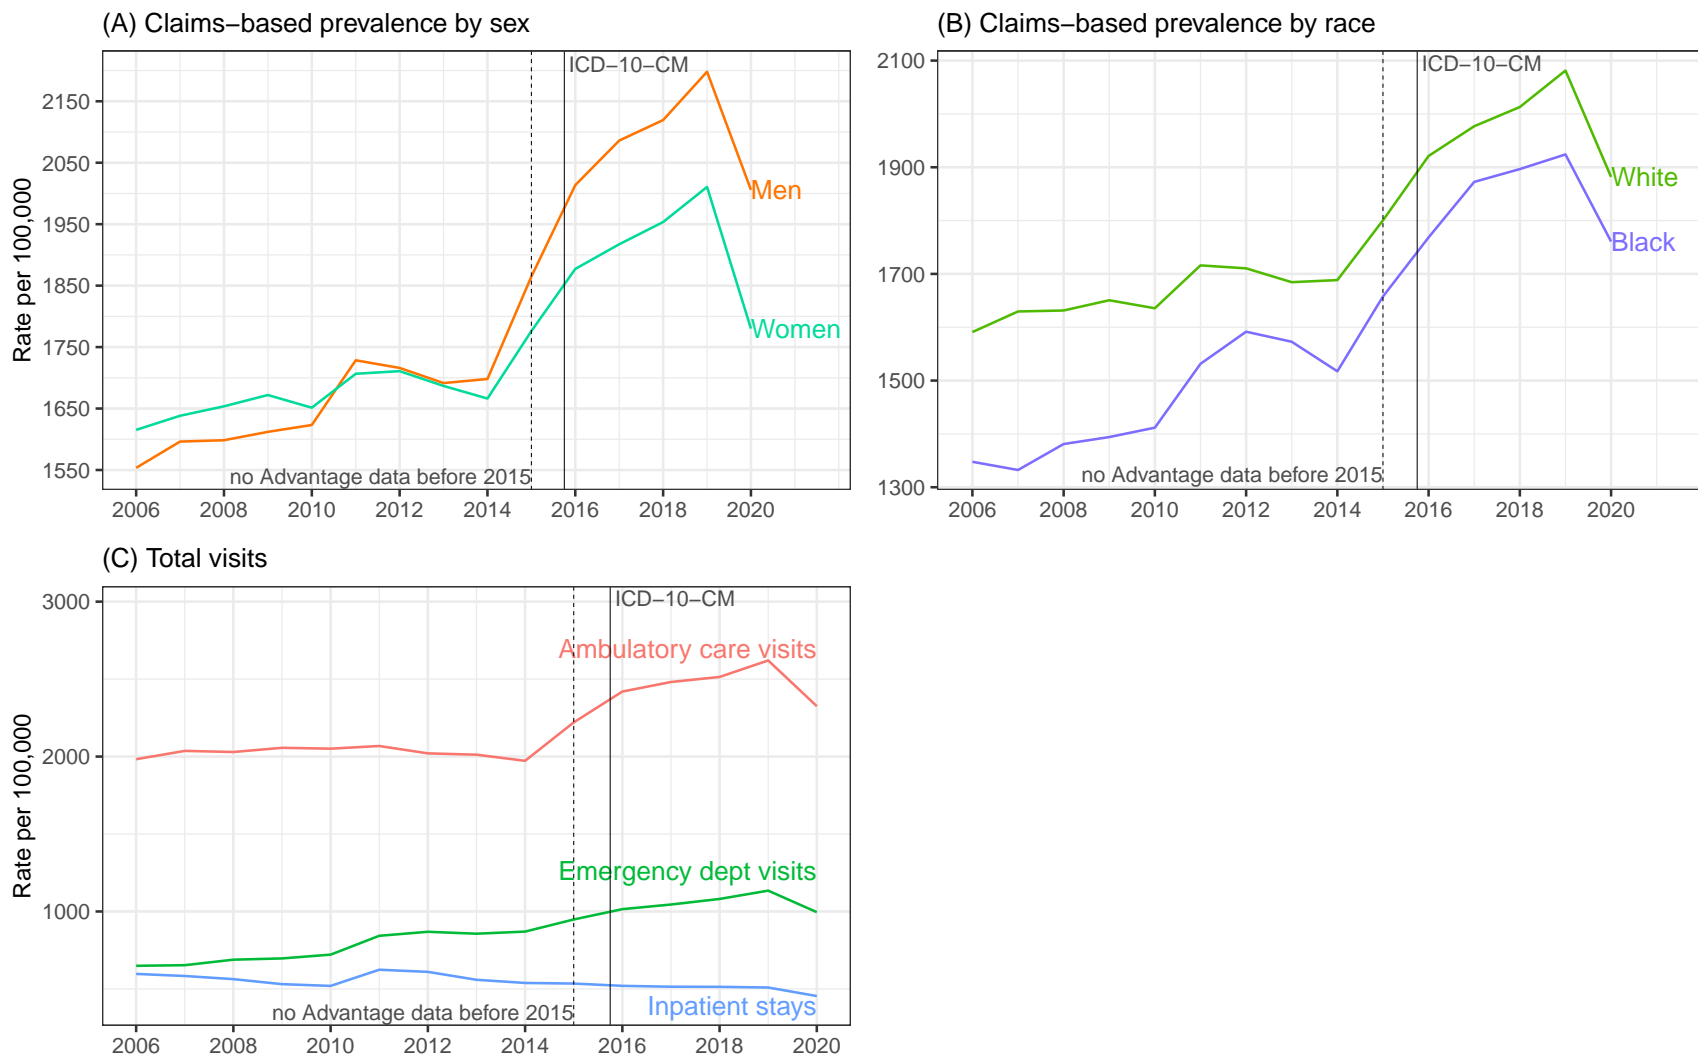 (A) Claims−based prevalence by sex
Rate per 100,000
2150
2050
1950
1850
1750
1650
1550
ICD−10−CM
Men
Women
no Advantage data before 2015
2006 2008 2010 2012 2014 2016 2018 2020
(B) Claims−based prevalence by race
2100
1900
1700
1500
1300
ICD−10−CM
White
Black
no Advantage data before 2015
2006 2008 2010 2012 2014 2016 2018 2020
(C) Total visits
Rate per 100,000
3000
2000
1000
ICD−10−CM
Ambulatory care visits
Emergency dept visits
Inpatient stays
no Advantage data before 2015
2006 2008 2010 2012 2014 2016 2018 2020